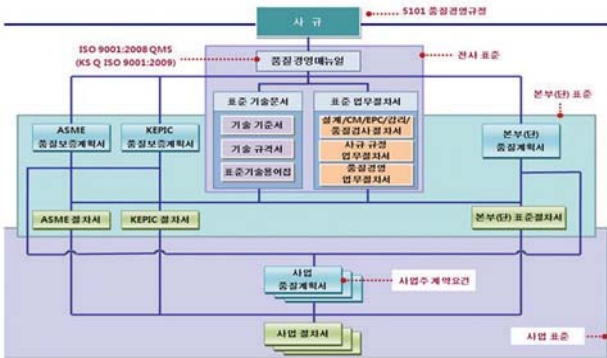 사 규
5101 품질경영규정
ISO 9001:2008 QMS
(KS Q ISO 9001:2009)
품질경영매뉴얼
전사 표준
본부(단) 표준
표준 기술문서
기술 기준서
기술 규격서
표준기술용어집
표준 업무절차서
설계/CM/EPC/감리/
품질검사절차서
사규 규정
업무절차서
품질경영
업무절차서
ASME
품질보증계획서
KEPIC
품질보증계획서
본부(단)
품질계획서
ASME 절차서
KEPIC 절차서
본부(단) 표준절차서
사업
품질계획서
사업주 계약요건
사업 절차서
사업 표준